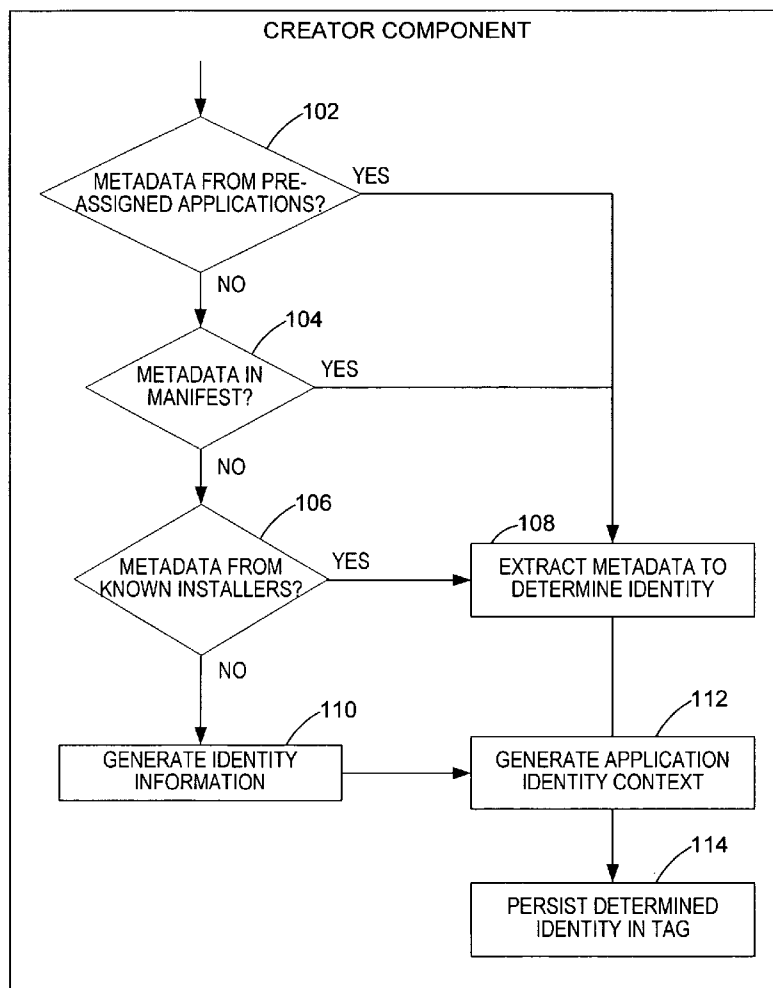 CREATOR COMPONENT
102
METADATA FROM PRE-
ASSIGNED APPLICATIONS?
YES
NO
104
METADATA IN
MANIFEST?
YES
NO
106
METADATA FROM
KNOWN INSTALLERS?
YES
108
EXTRACT METADATA TO
DETERMINE IDENTITY
NO
110
GENERATE IDENTITY
INFORMATION
112
GENERATE APPLICATION
IDENTITY CONTEXT
114
PERSIST DETERMINED
IDENTITY IN TAG